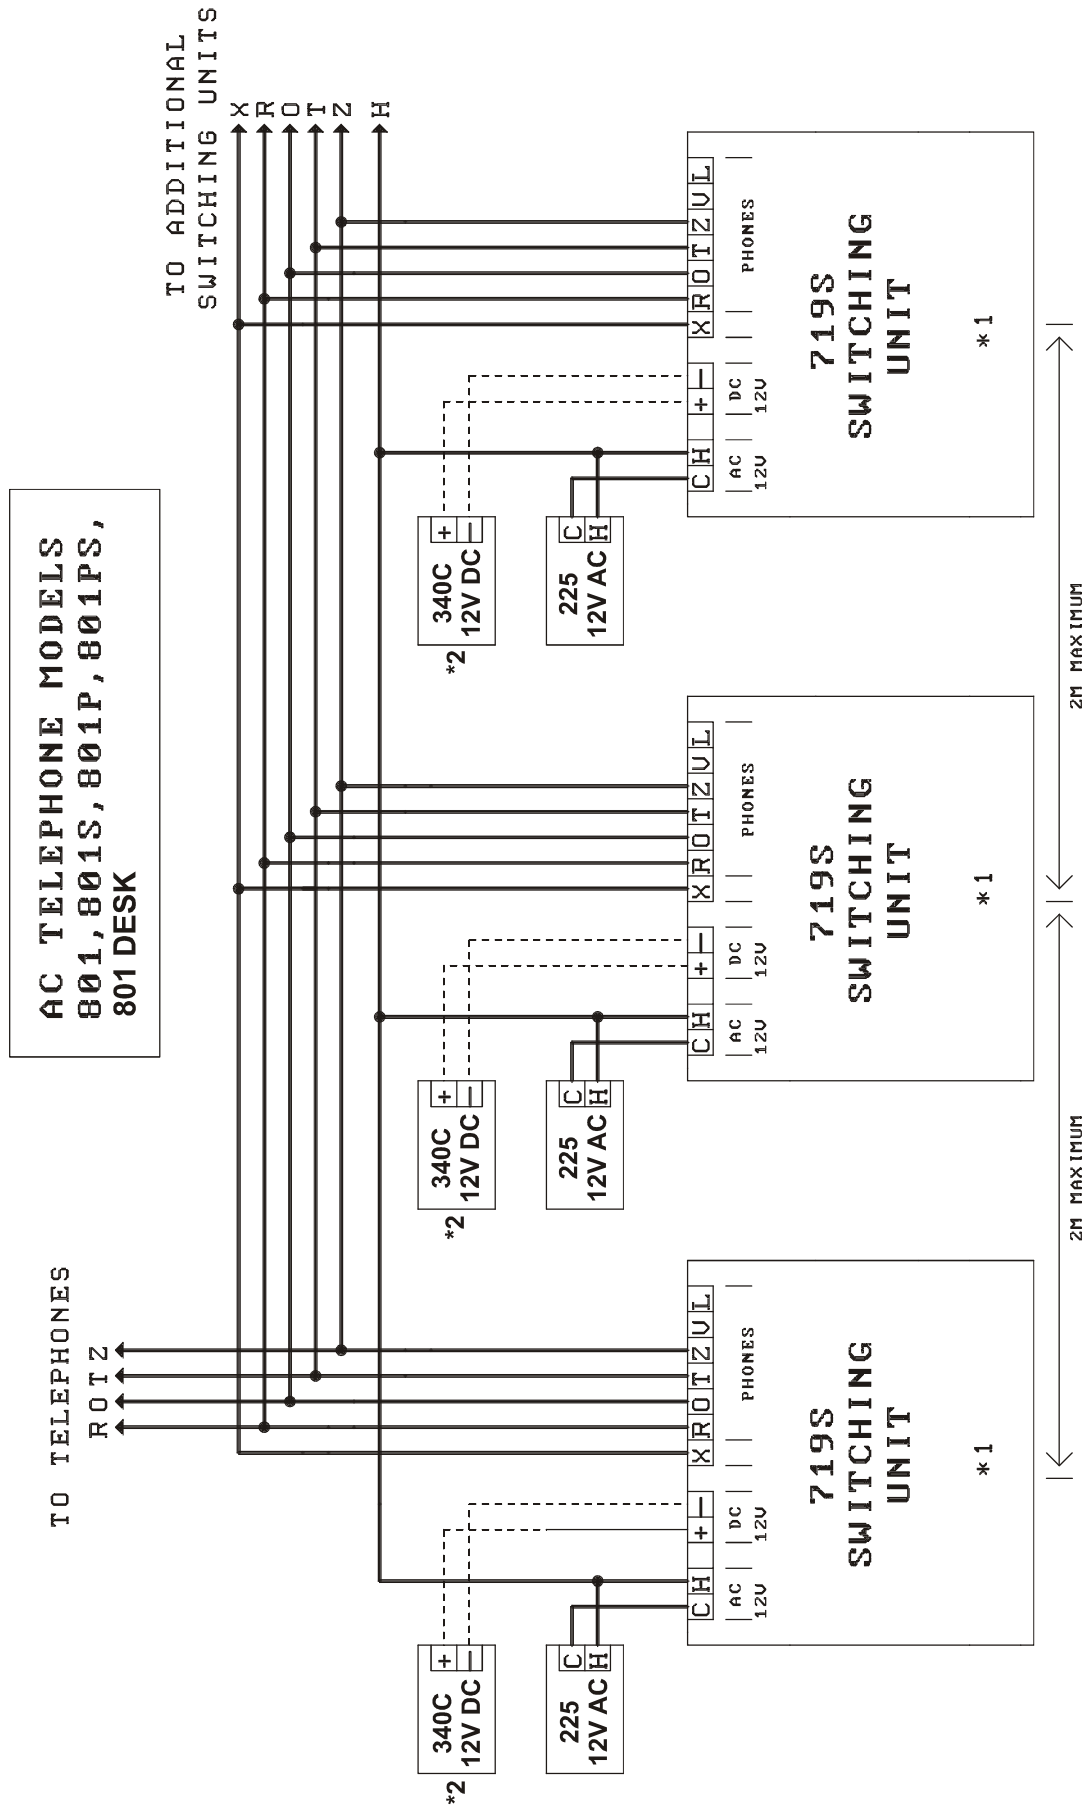 AC TELEPHONE MODELS
801,801S,801P,801PS,
801 DESK
TO TELEPHONES
R O T Z
TO ADDITIONAL
SWITCHING UNITS
X
R
O
T
Z
H
*2
340C
12V DC
+
−
225
12V AC
C
H
*2
340C
12V DC
+
−
225
12V AC
C
H
*2
340C
12V DC
+
−
225
12V AC
C
H
C H + − X R O T Z V L
AC
12V
DC
12V
PHONES
719S
SWITCHING
UNIT
*1
C H + − X R O T Z V L
AC
12V
DC
12V
PHONES
719S
SWITCHING
UNIT
*1
C H + − X R O T Z V L
AC
12V
DC
12V
PHONES
719S
SWITCHING
UNIT
*1
2M MAXIMUM
2M MAXIMUM